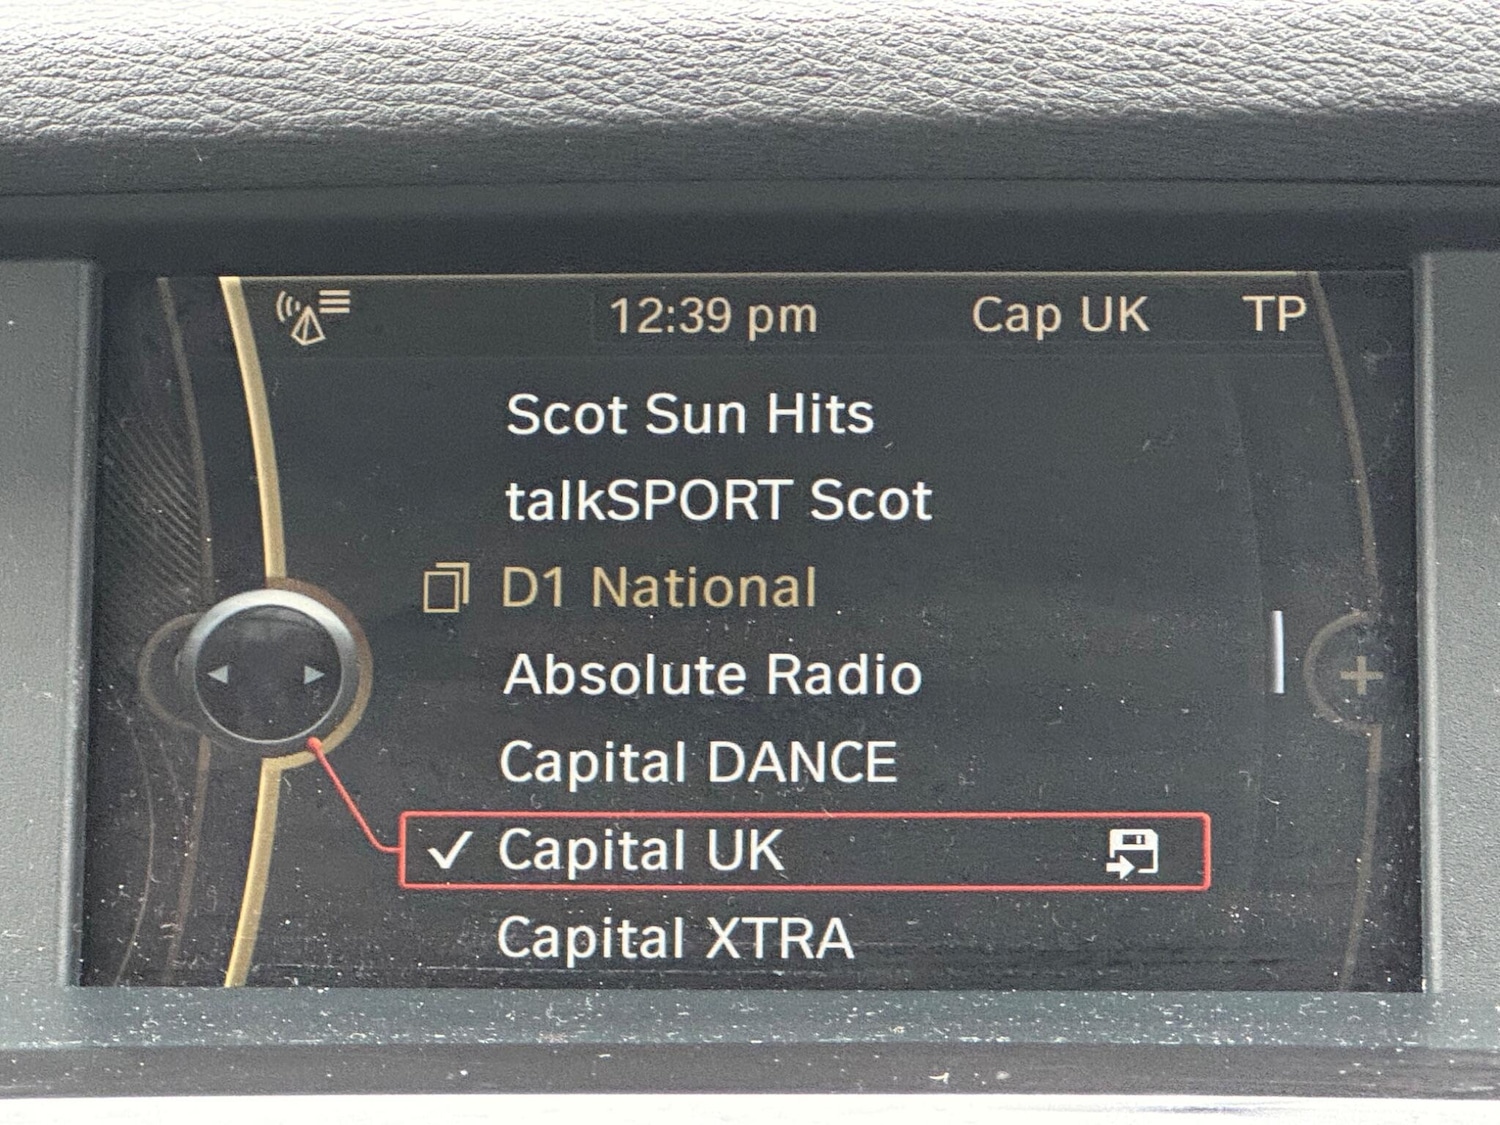 12:39 pm Cap UK TP
Scot Sun Hits
talkSPORT Scot
D1 National
Absolute Radio
Capital DANCE
Capital UK
Capital XTRA